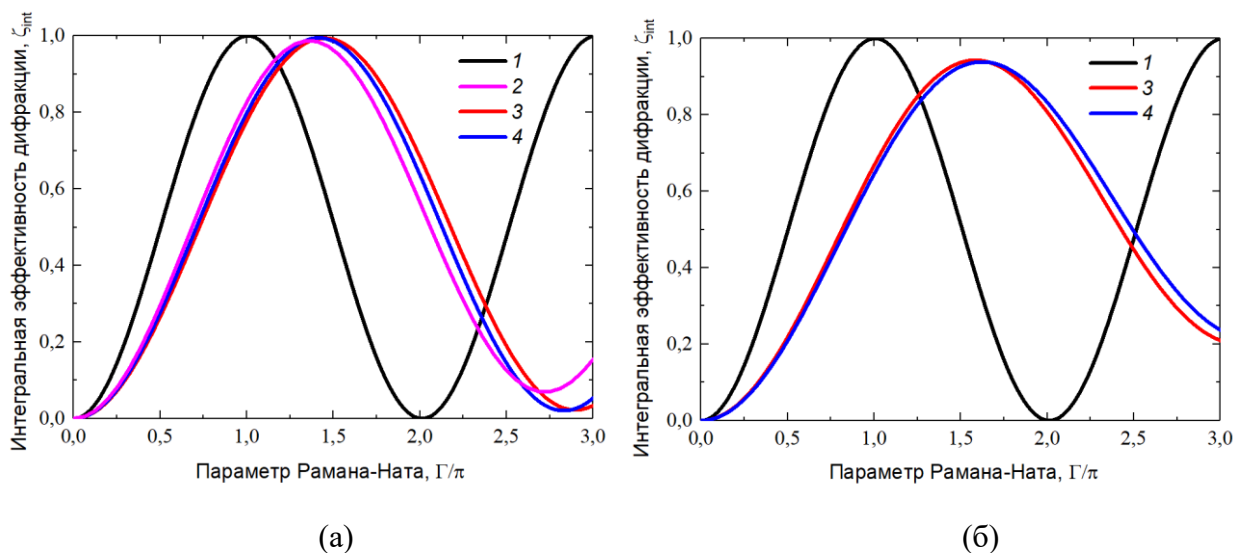 Интегральная эффективность дифракции, ζint
1,0
0,8
0,6
0,4
0,2
0,0
0,0 0,5 1,0 1,5 2,0 2,5 3,0
1
2
3
4
Параметр Рамана-Ната, Γ/π
(а)
Интегральная эффективность дифракции, ζint
1,0
0,8
0,6
0,4
0,2
0,0
0,0 0,5 1,0 1,5 2,0 2,5 3,0
1
3
4
Параметр Рамана-Ната, Γ/π
(б)